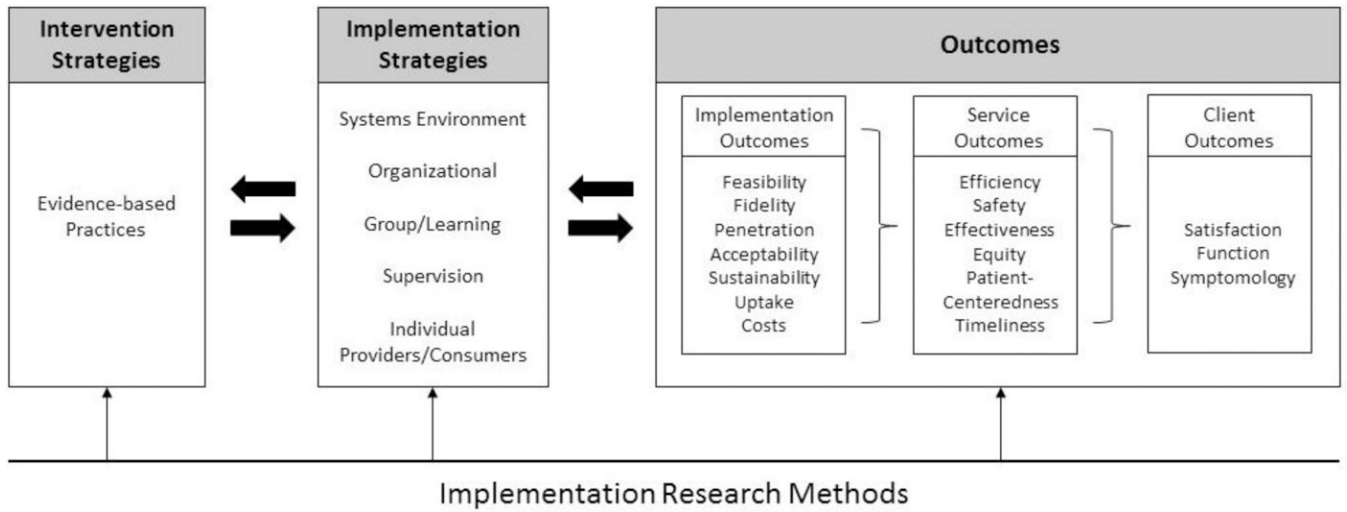 Intervention
Strategies
Evidence-based
Practices
Implementation
Strategies
Systems Environment
Organizational
Group/Learning
Supervision
Individual
Providers/Consumers
Outcomes
Implementation
Outcomes
Feasibility
Fidelity
Penetration
Acceptability
Sustainability
Uptake
Costs
Service
Outcomes
Efficiency
Safety
Effectiveness
Equity
Patient-
Centeredness
Timeliness
Client
Outcomes
Satisfaction
Function
Symptomology
Implementation Research Methods